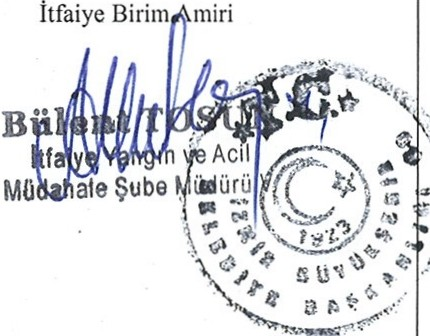 İtfaiye Birim Amiri
Bülent TOSUN
İtfaiye Yangın ve Acil
Müdahale Şube Müdürü V.
T.C.
İZMİR BÜYÜKŞEHİR
BELEDİYE BAŞKANLIĞI
1923